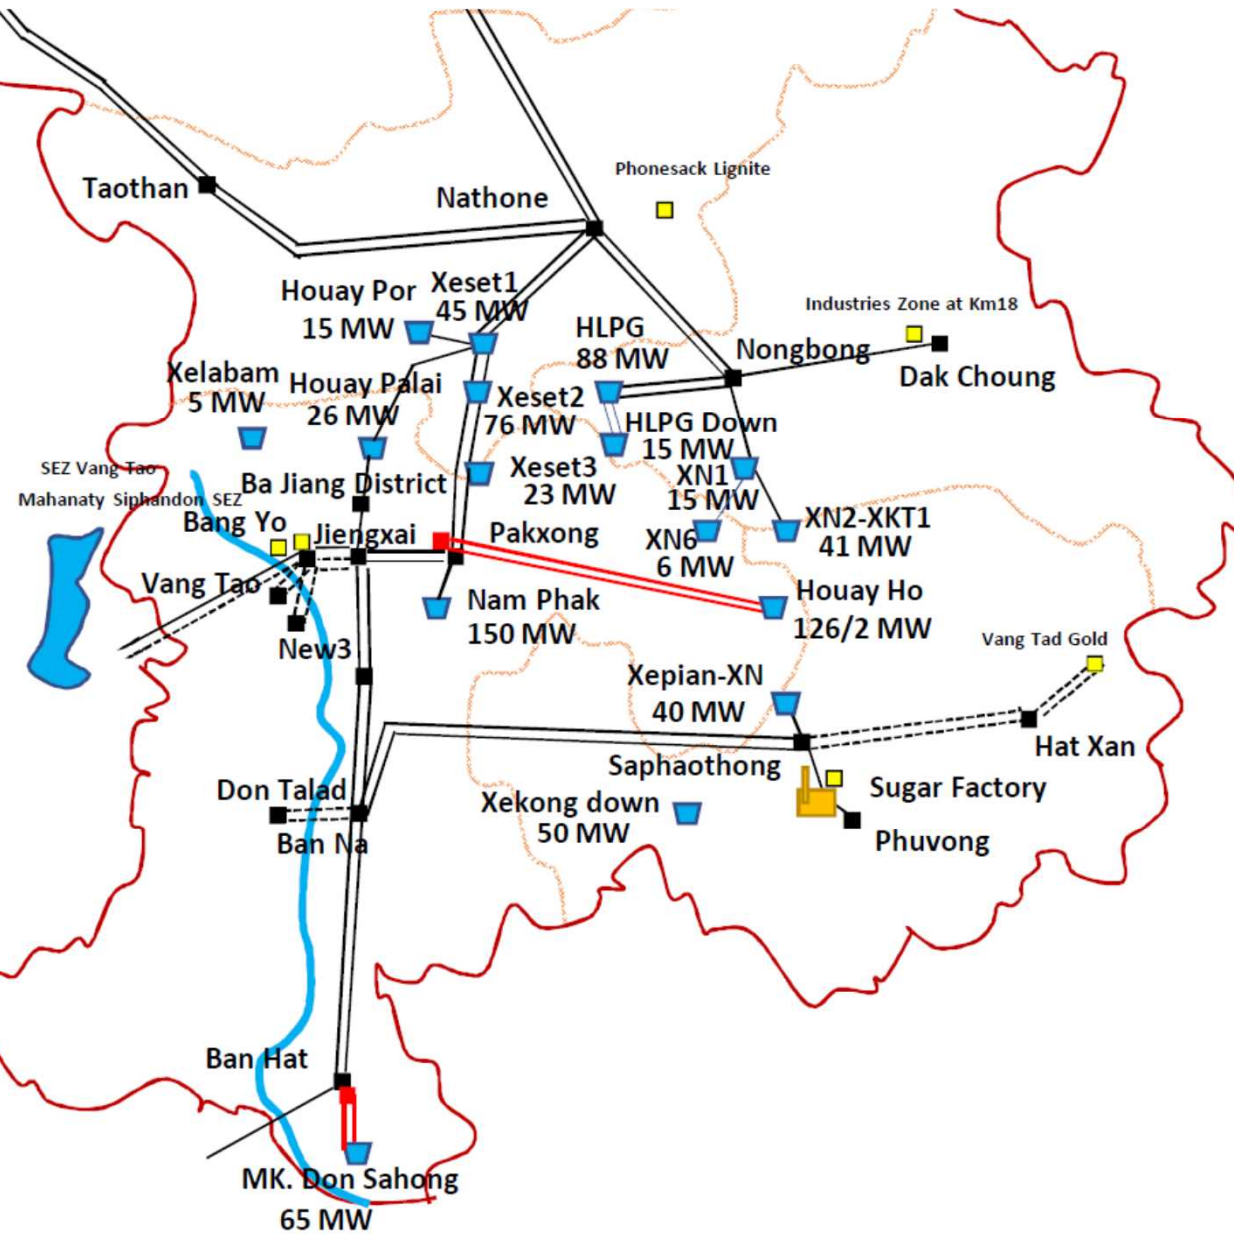 Phonesack Lignite
Taothan
Nathone
Houay Por
15 MW
Xeset1
45 MW
Industries Zone at Km18
HLPG
88 MW
Nongbong
Dak Choung
Xelabam
5 MW
Houay Palai
26 MW
Xeset2
76 MW
HLPG Down
15 MW
SEZ Vang Tao
Mahanaty Siphandon SEZ
Ba Jiang District
Xeset3
23 MW
XN1
15 MW
Bang Yo
Jiengxai
Pakxong
XN6
6 MW
XN2-XKT1
41 MW
Vang Tao
Nam Phak
150 MW
Houay Ho
126/2 MW
New3
Vang Tad Gold
Xepian-XN
40 MW
Saphaothong
Hat Xan
Don Talad
Ban Na
Xekong down
50 MW
Sugar Factory
Phuvong
Ban Hat
MK. Don Sahong
65 MW